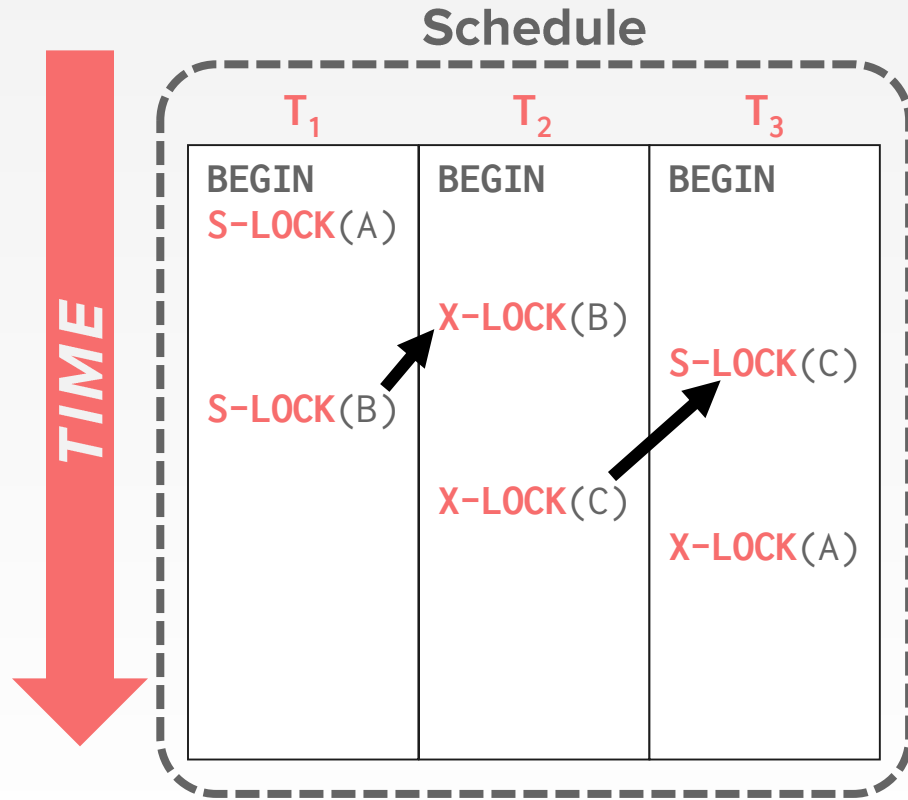 Schedule
TIME
T1 T2 T3
BEGIN BEGIN BEGIN
S-LOCK(A)
X-LOCK(B)
S-LOCK(C)
S-LOCK(B)
X-LOCK(C)
X-LOCK(A)